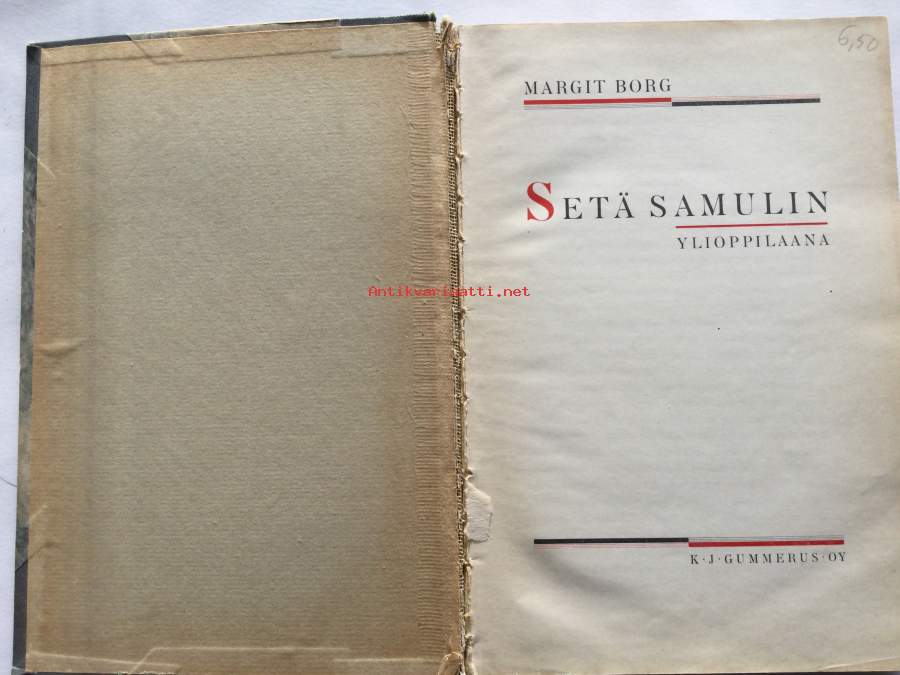 6,50
MARGIT BORG
SETÄ SAMULIN
YLIOPPILAANA
Antikvariaatti.net
K·J·GUMMERUS·OY